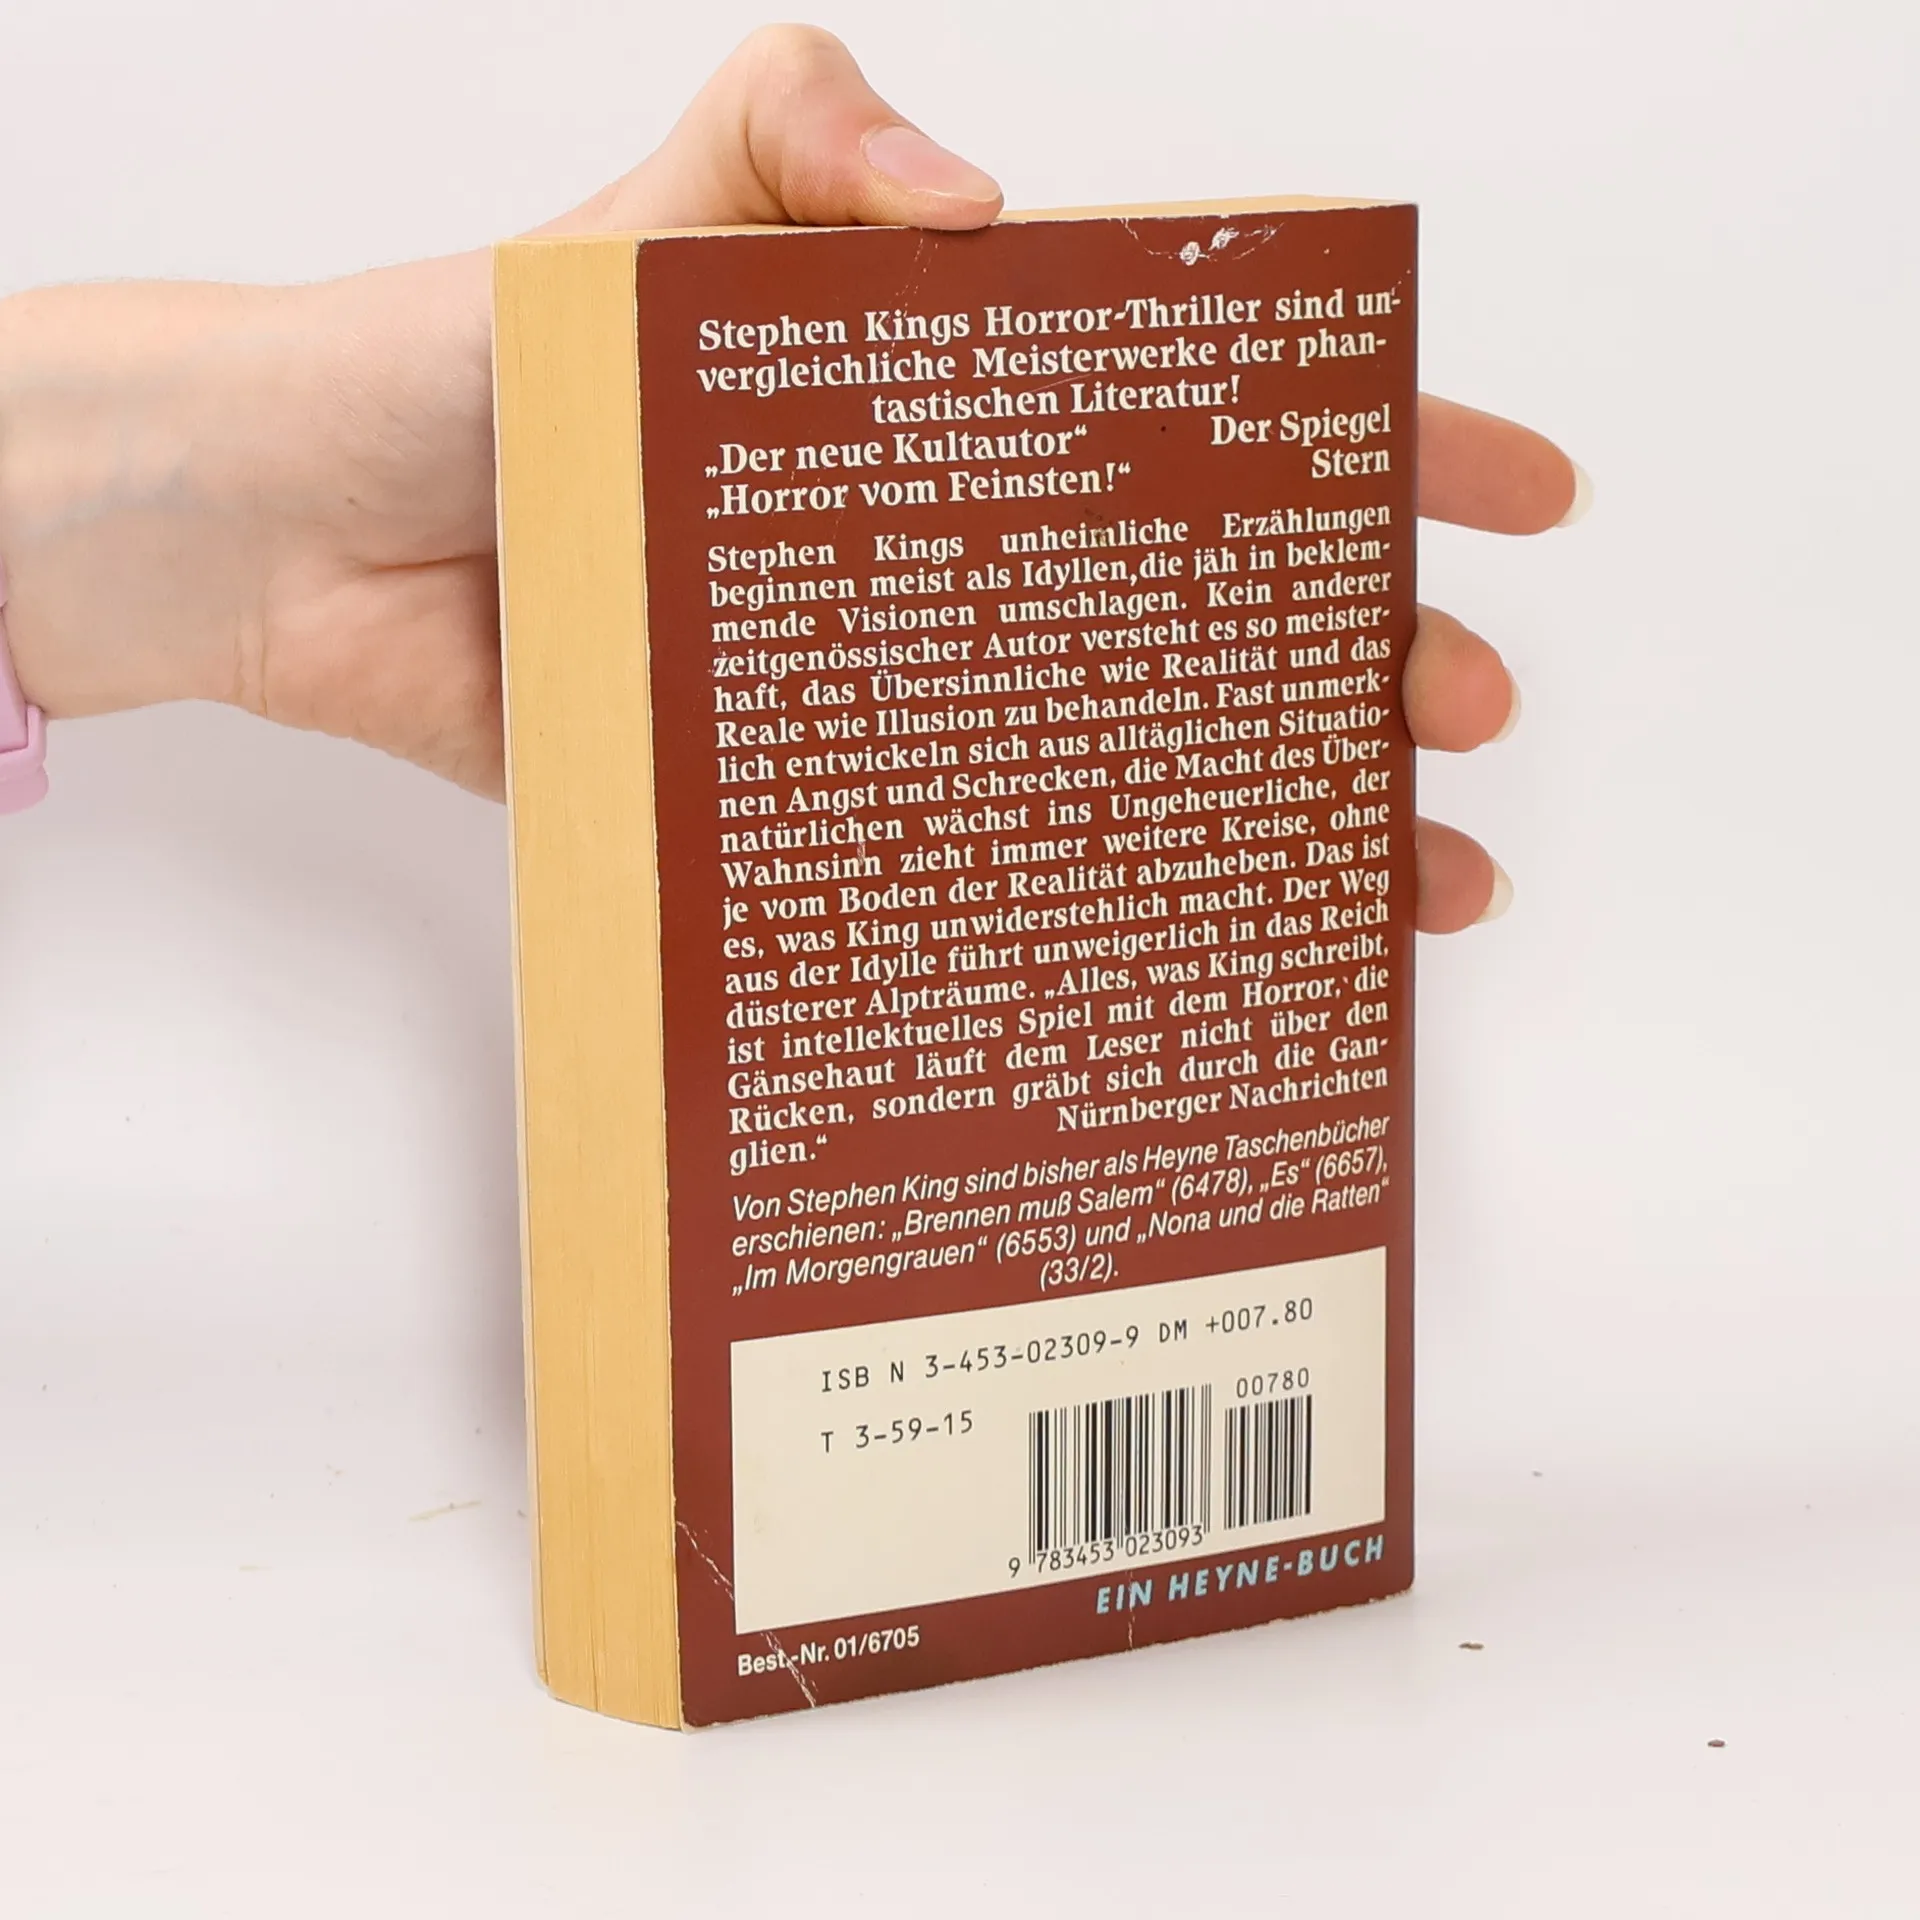 Stephen Kings Horror-Thriller sind un-
vergleichliche Meisterwerke der phan-
tastischen Literatur!
„Der neue Kultautor“ Der Spiegel
„Horror vom Feinsten!“ Stern
Stephen Kings unheimliche Erzählungen
beginnen meist als Idyllen, die jäh in beklem-
mende Visionen umschlagen. Kein anderer
zeitgenössischer Autor versteht es so meister-
haft, das Übersinnliche wie Realität und das
Reale wie Illusion zu behandeln. Fast unmerk-
lich entwickeln sich aus alltäglichen Situatio-
nen Angst und Schrecken, die Macht des Über-
natürlichen wächst ins Ungeheuerliche, der
Wahnsinn zieht immer weitere Kreise, ohne
je vom Boden der Realität abzuheben. Das ist
es, was King unwiderstehlich macht. Der Weg
aus der Idylle führt unweigerlich in das Reich
düsterer Alpträume. „Alles, was King schreibt,
ist intellektuelles Spiel mit dem Horror, die
Gänsehaut läuft dem Leser nicht über den
Rücken, sondern gräbt sich durch die Gan-
glien.“ Nürnberger Nachrichten
Von Stephen King sind bisher als Heyne Taschenbücher
erschienen: „Brennen muß Salem“ (6478), „Es“ (6657),
„Im Morgengrauen“ (6553) und „Nona und die Ratten“
(33/2).
ISB N 3-453-02309-9 DM +007.80
00780
T 3-59-15
9 783453 023093
EIN HEYNE-BUCH
Best.-Nr. 01/6705